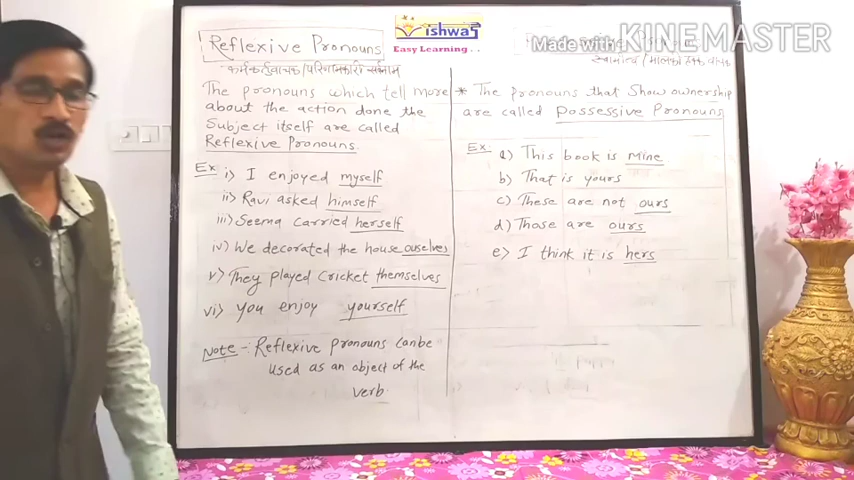 Vishwas
Easy Learning . .
Made with KINEMASTER
Reflexive Pronouns
The pronouns which tell more
about the action done the
Subject itself are called
Reflexive Pronouns.
Ex i) I enjoyed myself
ii) Ravi asked himself
iii) Seema carried herself
iv) We decorated the house ouselves
v) They played Cricket themselves
vi) You enjoy yourself
Note :- Reflexive pronouns canbe
used as an object of the
verb.
* The pronouns that Show ownership
are called Possessive Pronouns
Ex. a) This book is mine
b) That is yours
c) These are not ours
d) Those are ours
e) I think it is hers